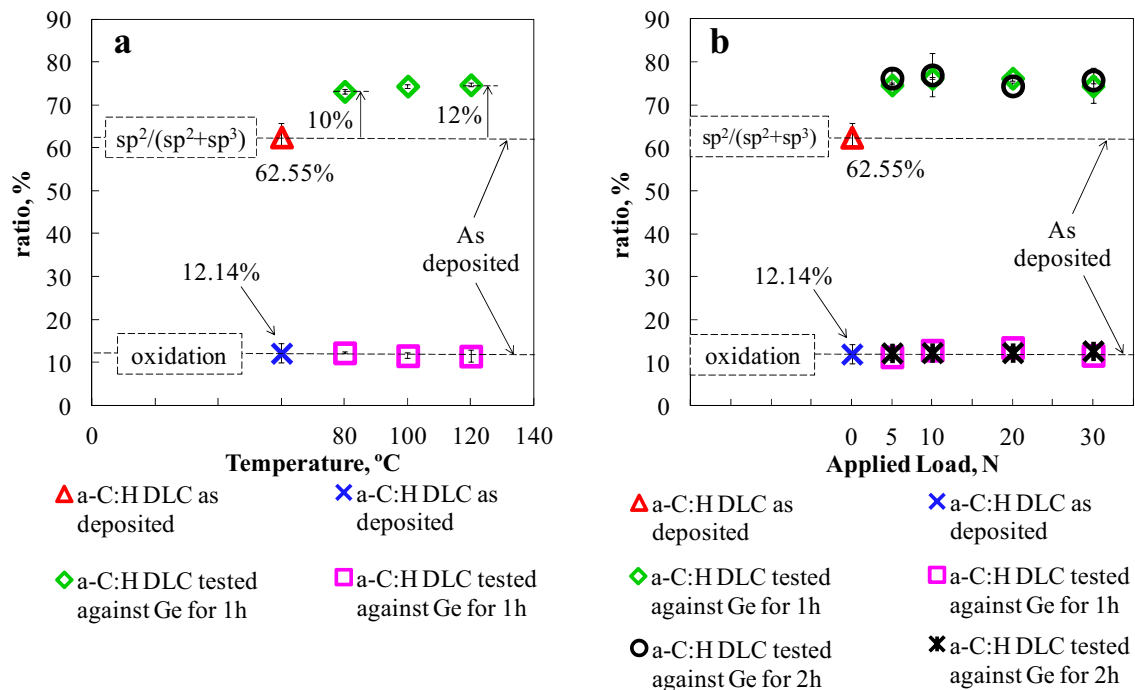 a
90
80
70
60
50
40
30
20
10
0
ratio, %
sp²/(sp²+sp³)
10%
12%
62.55%
As
deposited
12.14%
oxidation
0
80
100
120
140
Temperature, ºC
a-C:H DLC as
deposited
a-C:H DLC as
deposited
a-C:H DLC tested
against Ge for 1h
a-C:H DLC tested
against Ge for 1h
b
90
80
70
60
50
40
30
20
10
0
ratio, %
sp²/(sp²+sp³)
62.55%
As
deposited
12.14%
oxidation
0
5
10
20
30
Applied Load, N
a-C:H DLC as
deposited
a-C:H DLC as
deposited
a-C:H DLC tested
against Ge for 1h
a-C:H DLC tested
against Ge for 1h
a-C:H DLC tested
against Ge for 2h
a-C:H DLC tested
against Ge for 2h